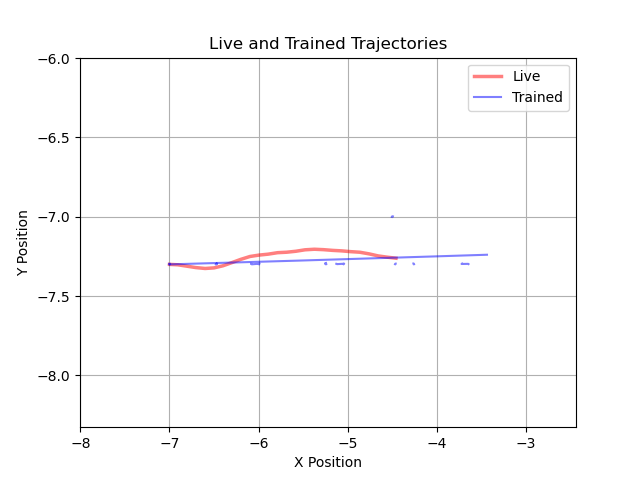 Live and Trained Trajectories
Live
Trained
Y Position
−6.0
−6.5
−7.0
−7.5
−8.0
−8
−7
−6
−5
−4
−3
X Position